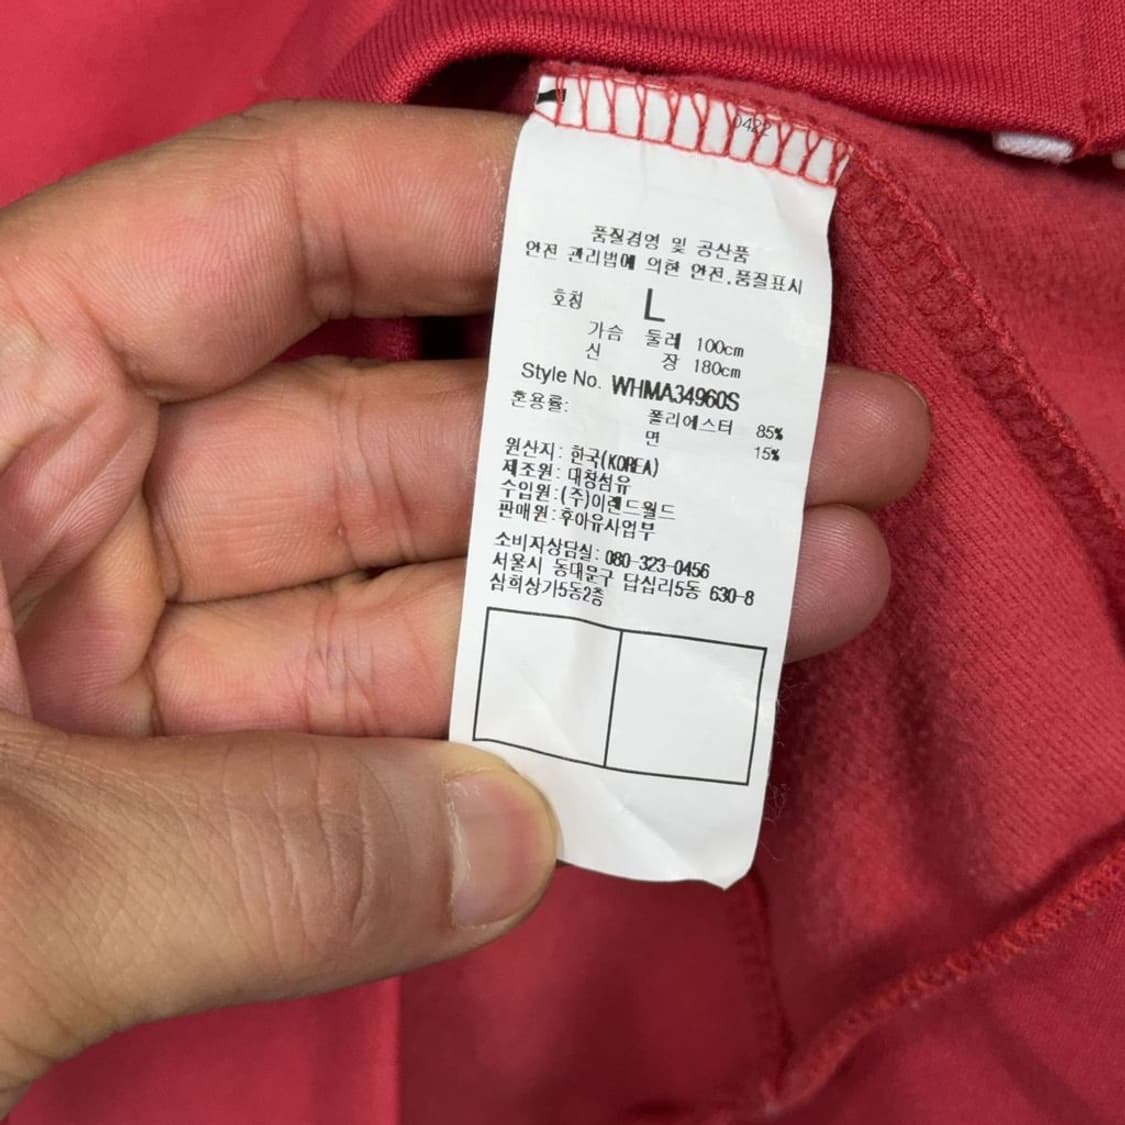 0422
품질경영 및 공산품
안전 관리법에 의한 안전,품질표시
호칭 L
가슴 둘레 100cm
신 장 180cm
Style No. WHMA34960S
혼용률: 폴리에스터 85%
면 15%
원산지: 한국(KOREA)
제조원: 대창섬유
수입원:(주)이랜드월드
판매원:후아유사업부
소비자상담실: 080-323-0456
서울시 동대문구 답십리5동 630-8
삼희상가5동2층